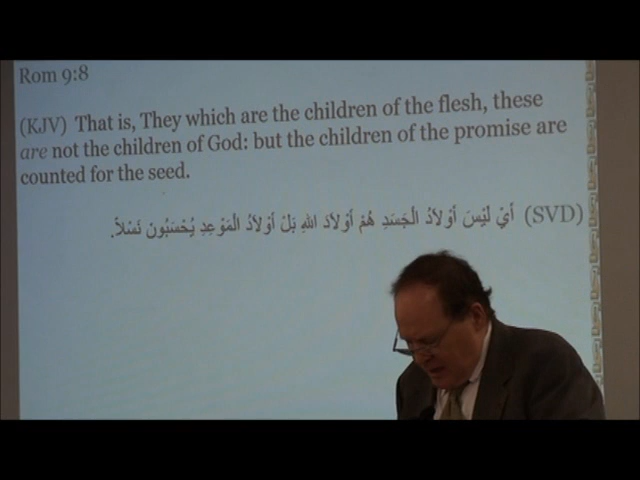 Rom 9:8
(KJV) That is, They which are the children of the flesh, these
are not the children of God: but the children of the promise are
counted for the seed.
(SVD) أَيْ لَيْسَ أَوْلاَدُ الْجَسَدِ هُمْ أَوْلاَدَ اللهِ بَلْ أَوْلاَدُ الْمَوْعِدِ يُحْسَبُونَ نَسْلاً.